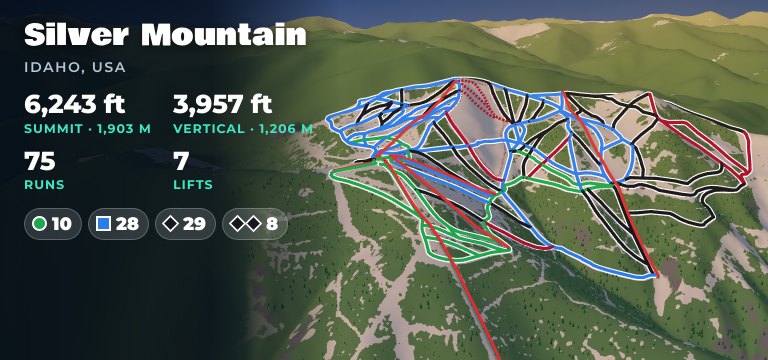 Silver Mountain
IDAHO, USA
6,243 ft 3,957 ft
SUMMIT · 1,903 M VERTICAL · 1,206 M
75 7
RUNS LIFTS
10 28 29 8